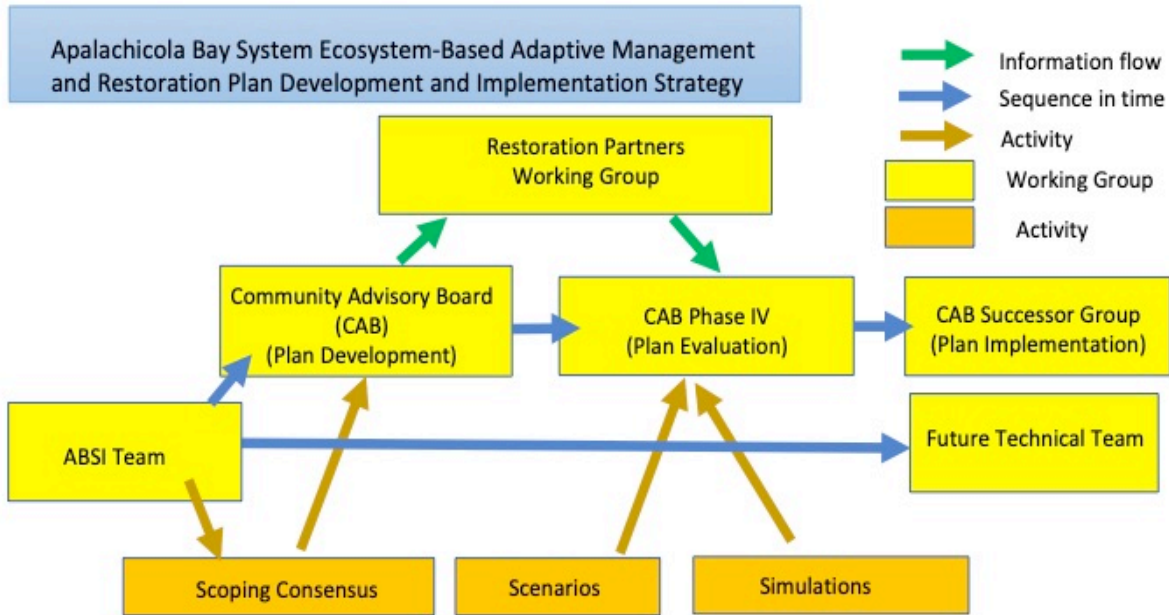 Apalachicola Bay System Ecosystem-Based Adaptive Management
and Restoration Plan Development and Implementation Strategy
Information flow
Sequence in time
Activity
Working Group
Activity
Restoration Partners
Working Group
Community Advisory Board
(CAB)
(Plan Development)
CAB Phase IV
(Plan Evaluation)
CAB Successor Group
(Plan Implementation)
ABSI Team
Future Technical Team
Scoping Consensus
Scenarios
Simulations